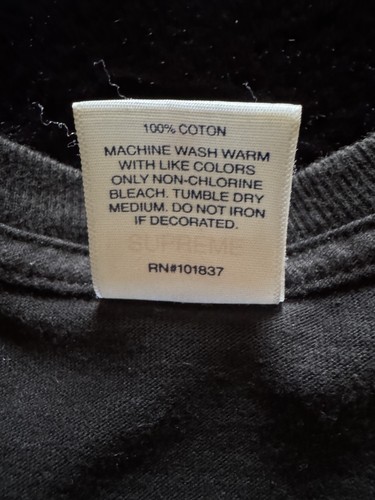 100% COTON
MACHINE WASH WARM
WITH LIKE COLORS
ONLY NON-CHLORINE
BLEACH. TUMBLE DRY
MEDIUM. DO NOT IRON
IF DECORATED.
SUPREME
RN#101837